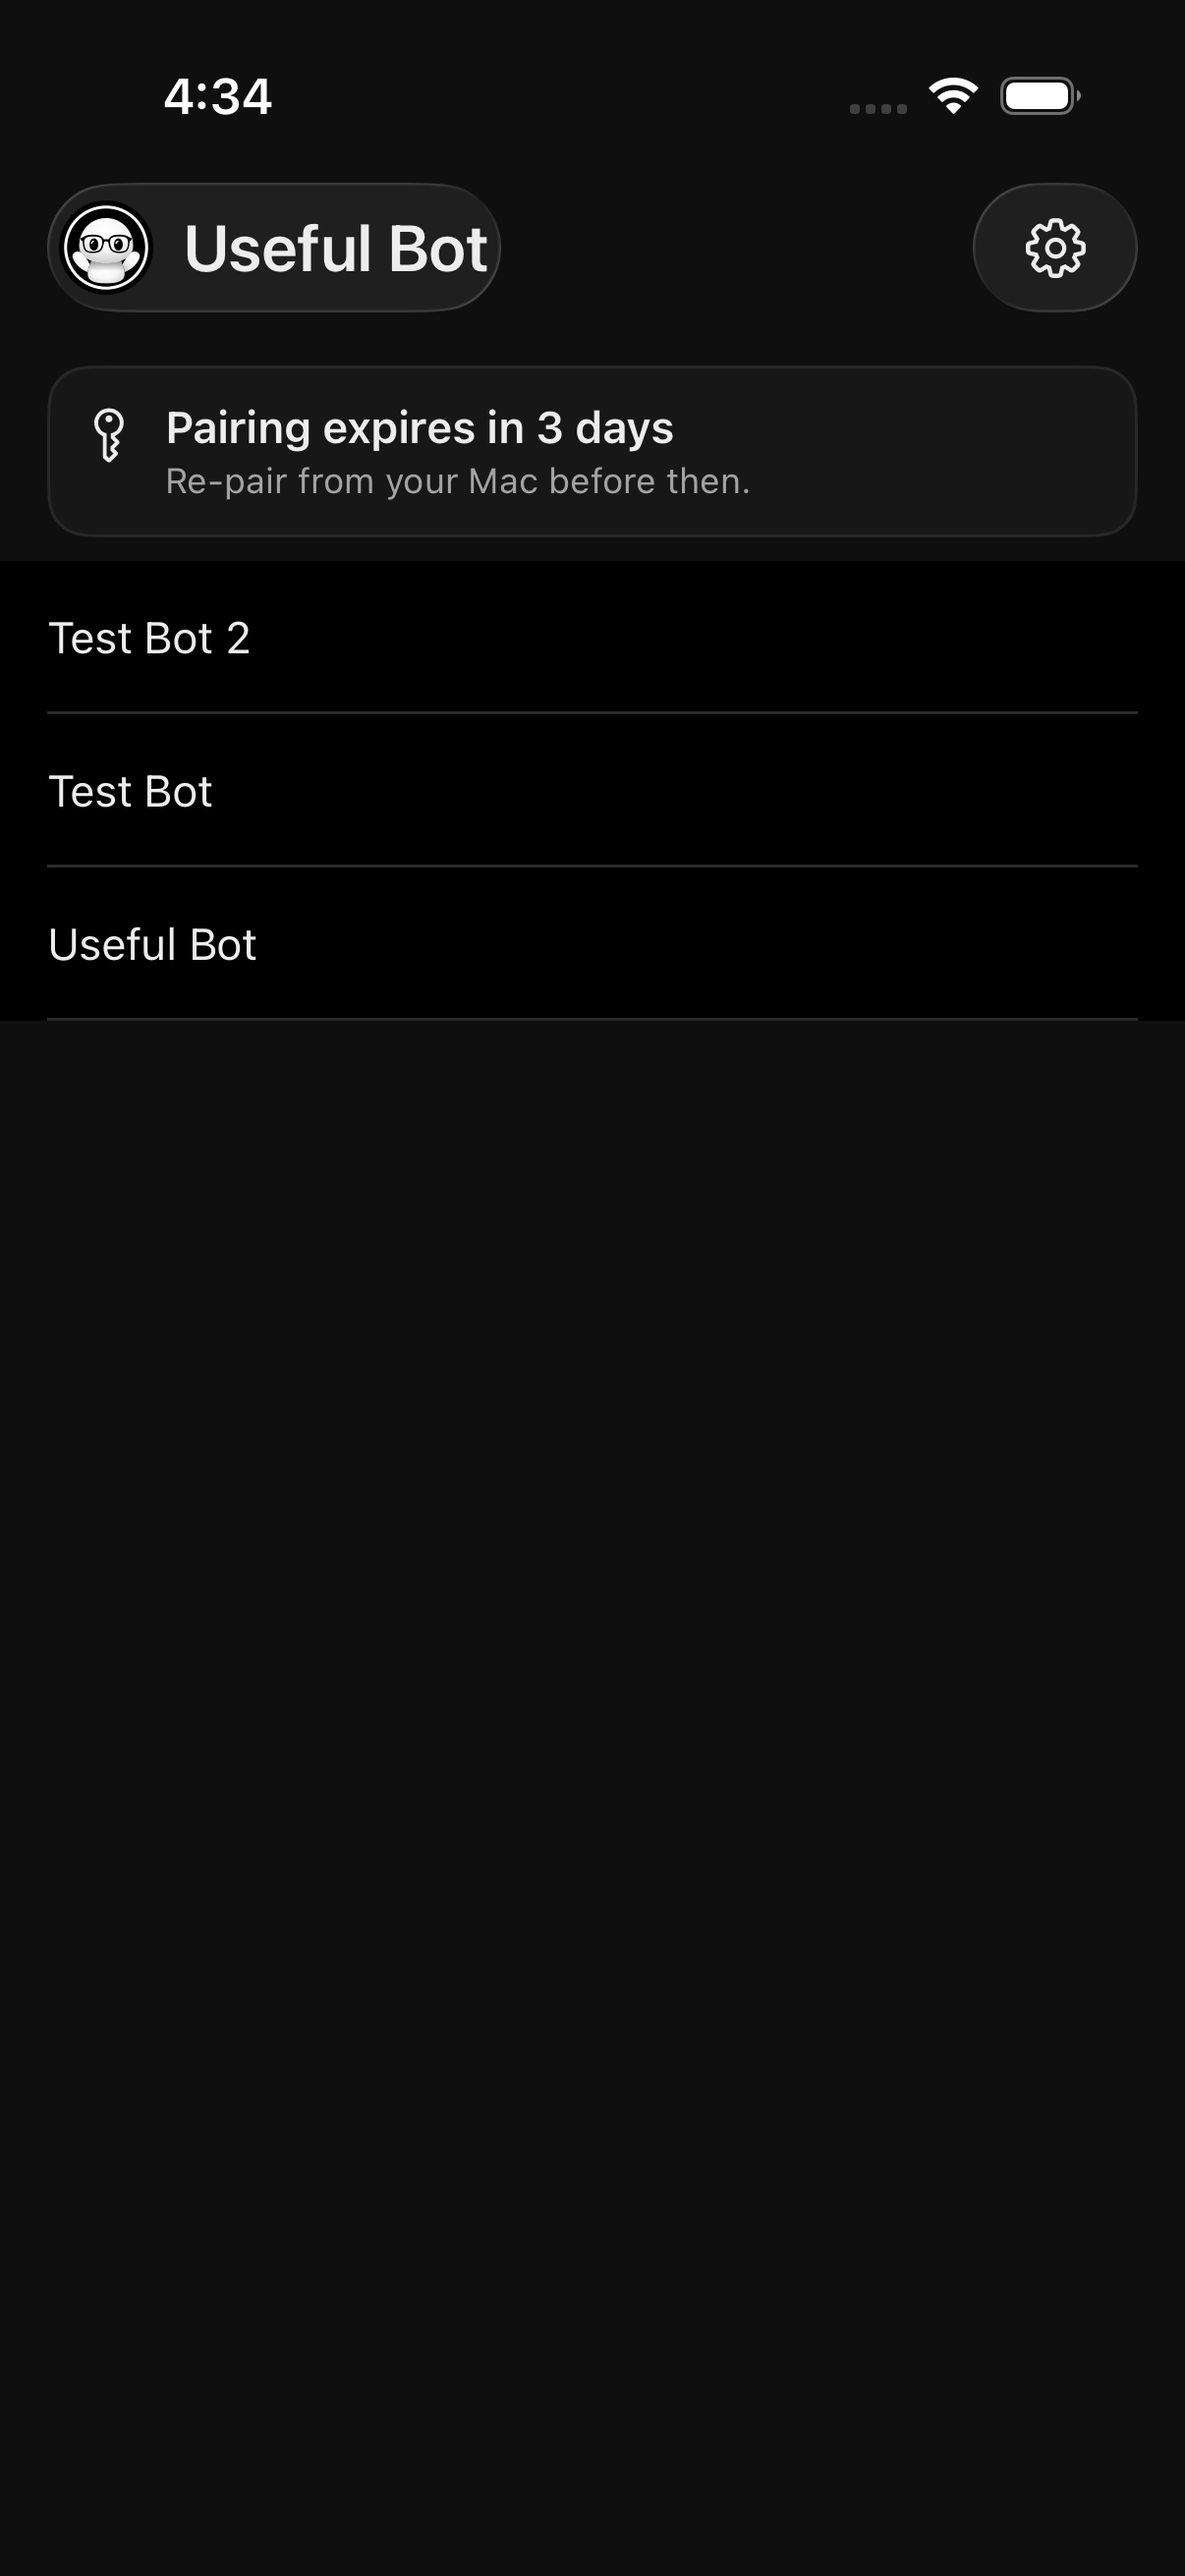 4:34
Useful Bot
Pairing expires in 3 days
Re-pair from your Mac before then.
Test Bot 2
Test Bot
Useful Bot